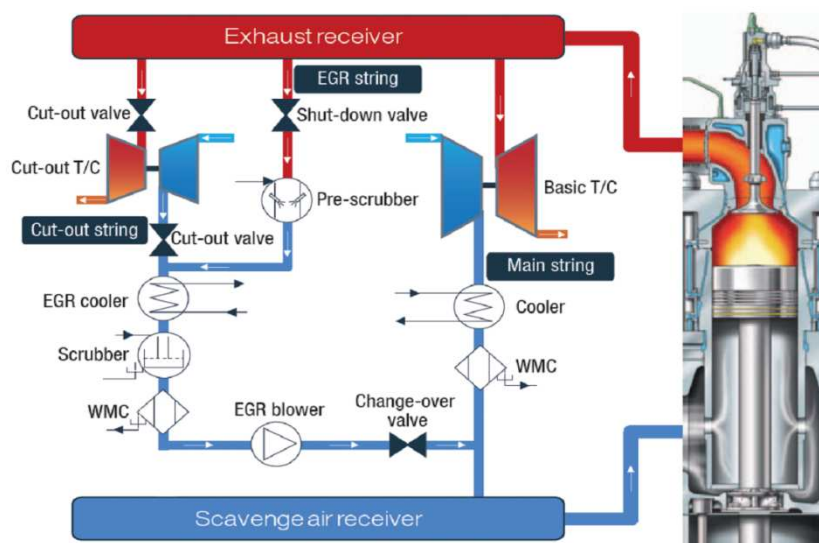 Exhaust receiver
EGR string
Cut-out valve
Shut-down valve
Cut-out T/C
Basic T/C
Pre-scrubber
Cut-out string
Cut-out valve
Main string
EGR cooler
Cooler
Scrubber
WMC
WMC
EGR blower
Change-over
valve
Scavenge air receiver